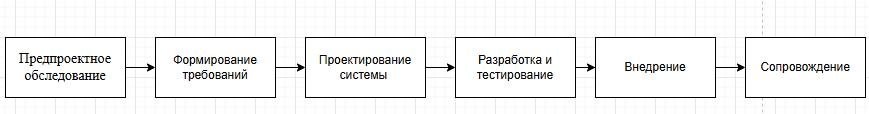 Предпроектное
обследование
Формирование
требований
Проектирование
системы
Разработка и
тестирование
Внедрение
Сопровождение